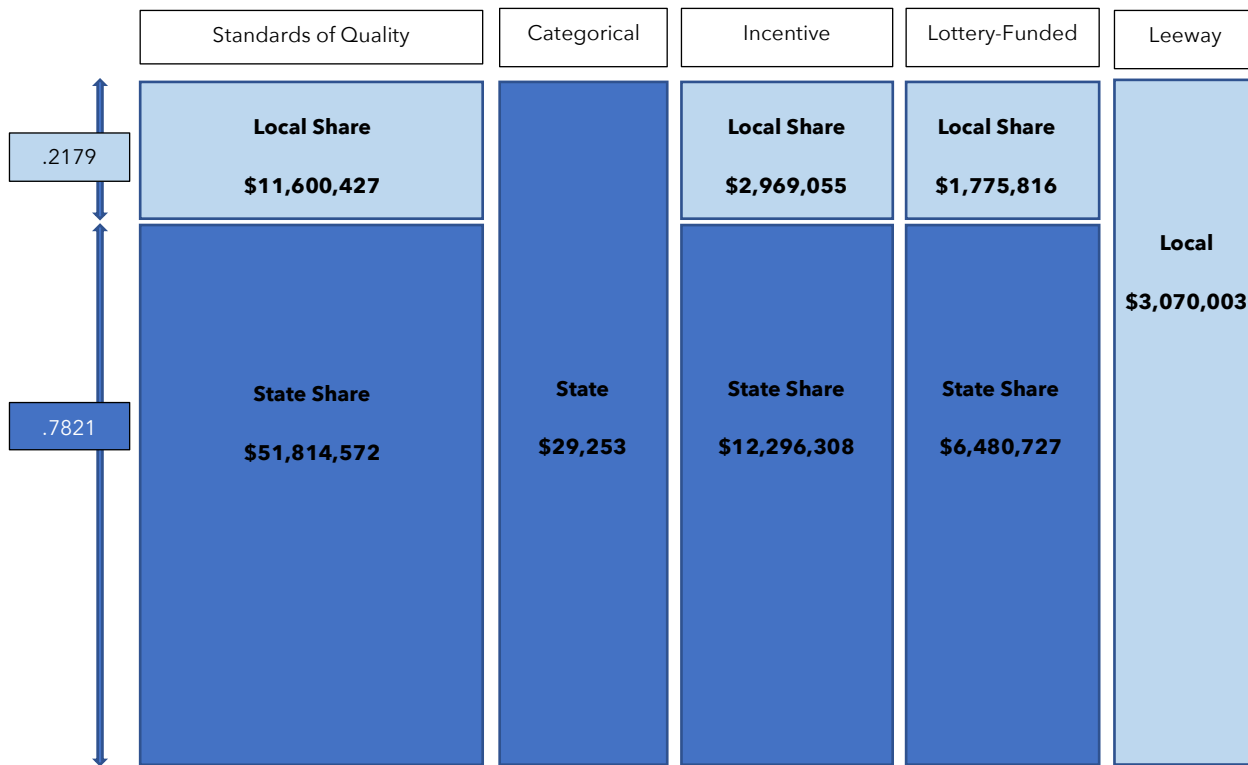 Standards of Quality
Categorical
Incentive
Lottery-Funded
Leeway
.2179
Local Share
$11,600,427
Local Share
$2,969,055
Local Share
$1,775,816
Local
$3,070,003
.7821
State Share
$51,814,572
State
$29,253
State Share
$12,296,308
State Share
$6,480,727